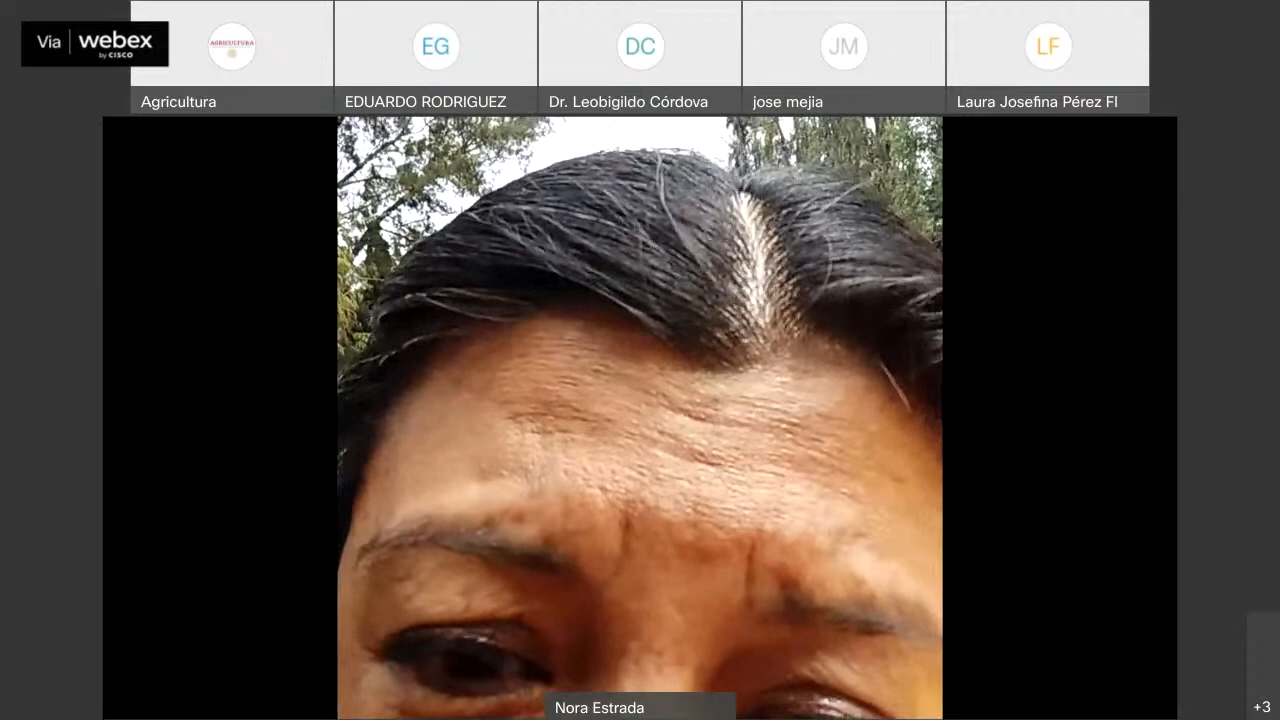 Via webex
by CISCO
AGRICULTURA
EG
DC
JM
LF
Agricultura
EDUARDO RODRIGUEZ
Dr. Leobigildo Córdova
jose mejia
Laura Josefina Pérez Fl
Nora Estrada
+3